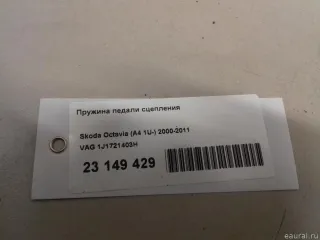 Пружина педали сцепления
Skoda Octavia (A4 1U-) 2000-2011
VAG 1J1721403H
23 149 429
eaural.ru